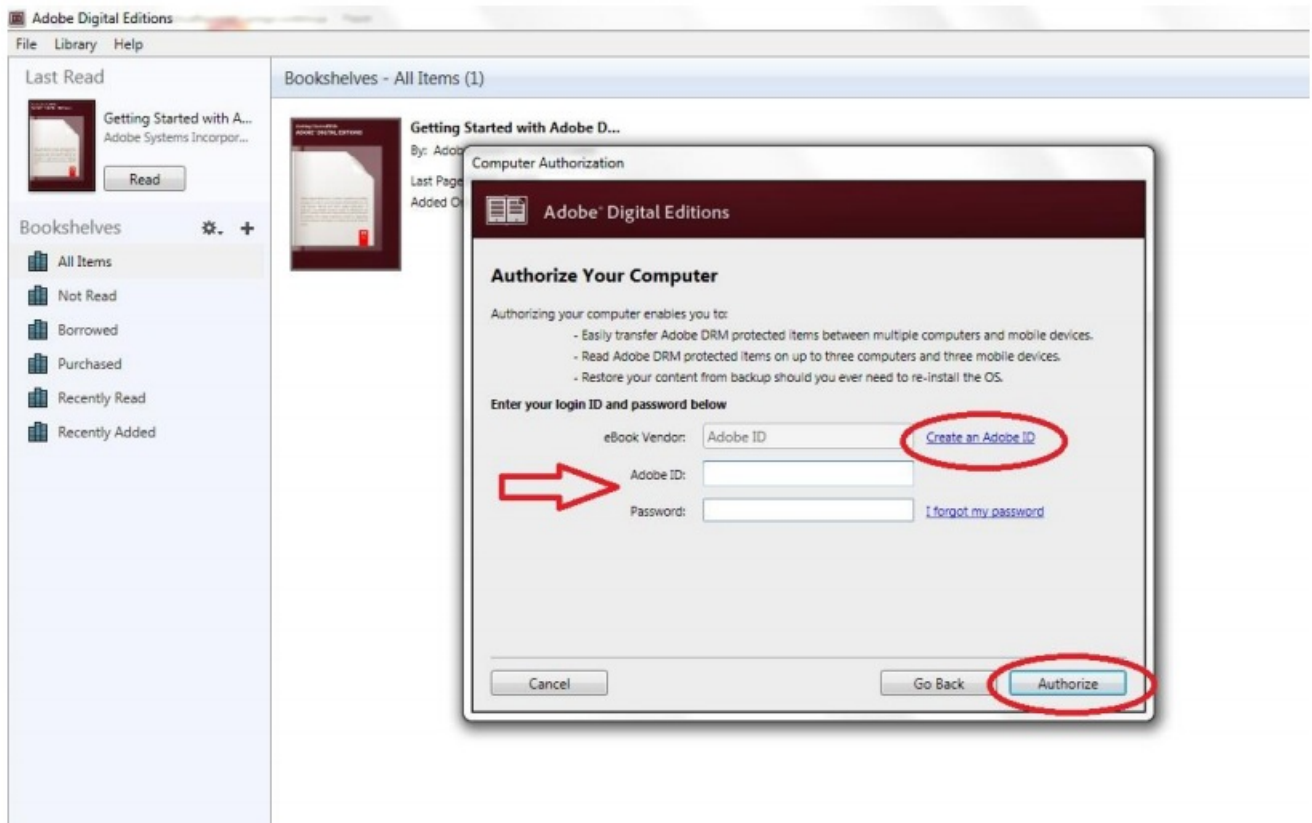 Adobe Digital Editions
File Library Help
Last Read
Getting Started with A...
Adobe Systems Incorpor...
Read
Bookshelves
All Items
Not Read
Borrowed
Purchased
Recently Read
Recently Added
Bookshelves - All Items (1)
Getting Started with Adobe D...
By: Adob
Last Page
Added O
Computer Authorization
Adobe® Digital Editions
Authorize Your Computer
Authorizing your computer enables you to:
- Easily transfer Adobe DRM protected items between multiple computers and mobile devices.
- Read Adobe DRM protected items on up to three computers and three mobile devices.
- Restore your content from backup should you ever need to re-install the OS.
Enter your login ID and password below
eBook Vendor: Adobe ID Create an Adobe ID
Adobe ID:
Password: I forgot my password
Cancel Go Back Authorize